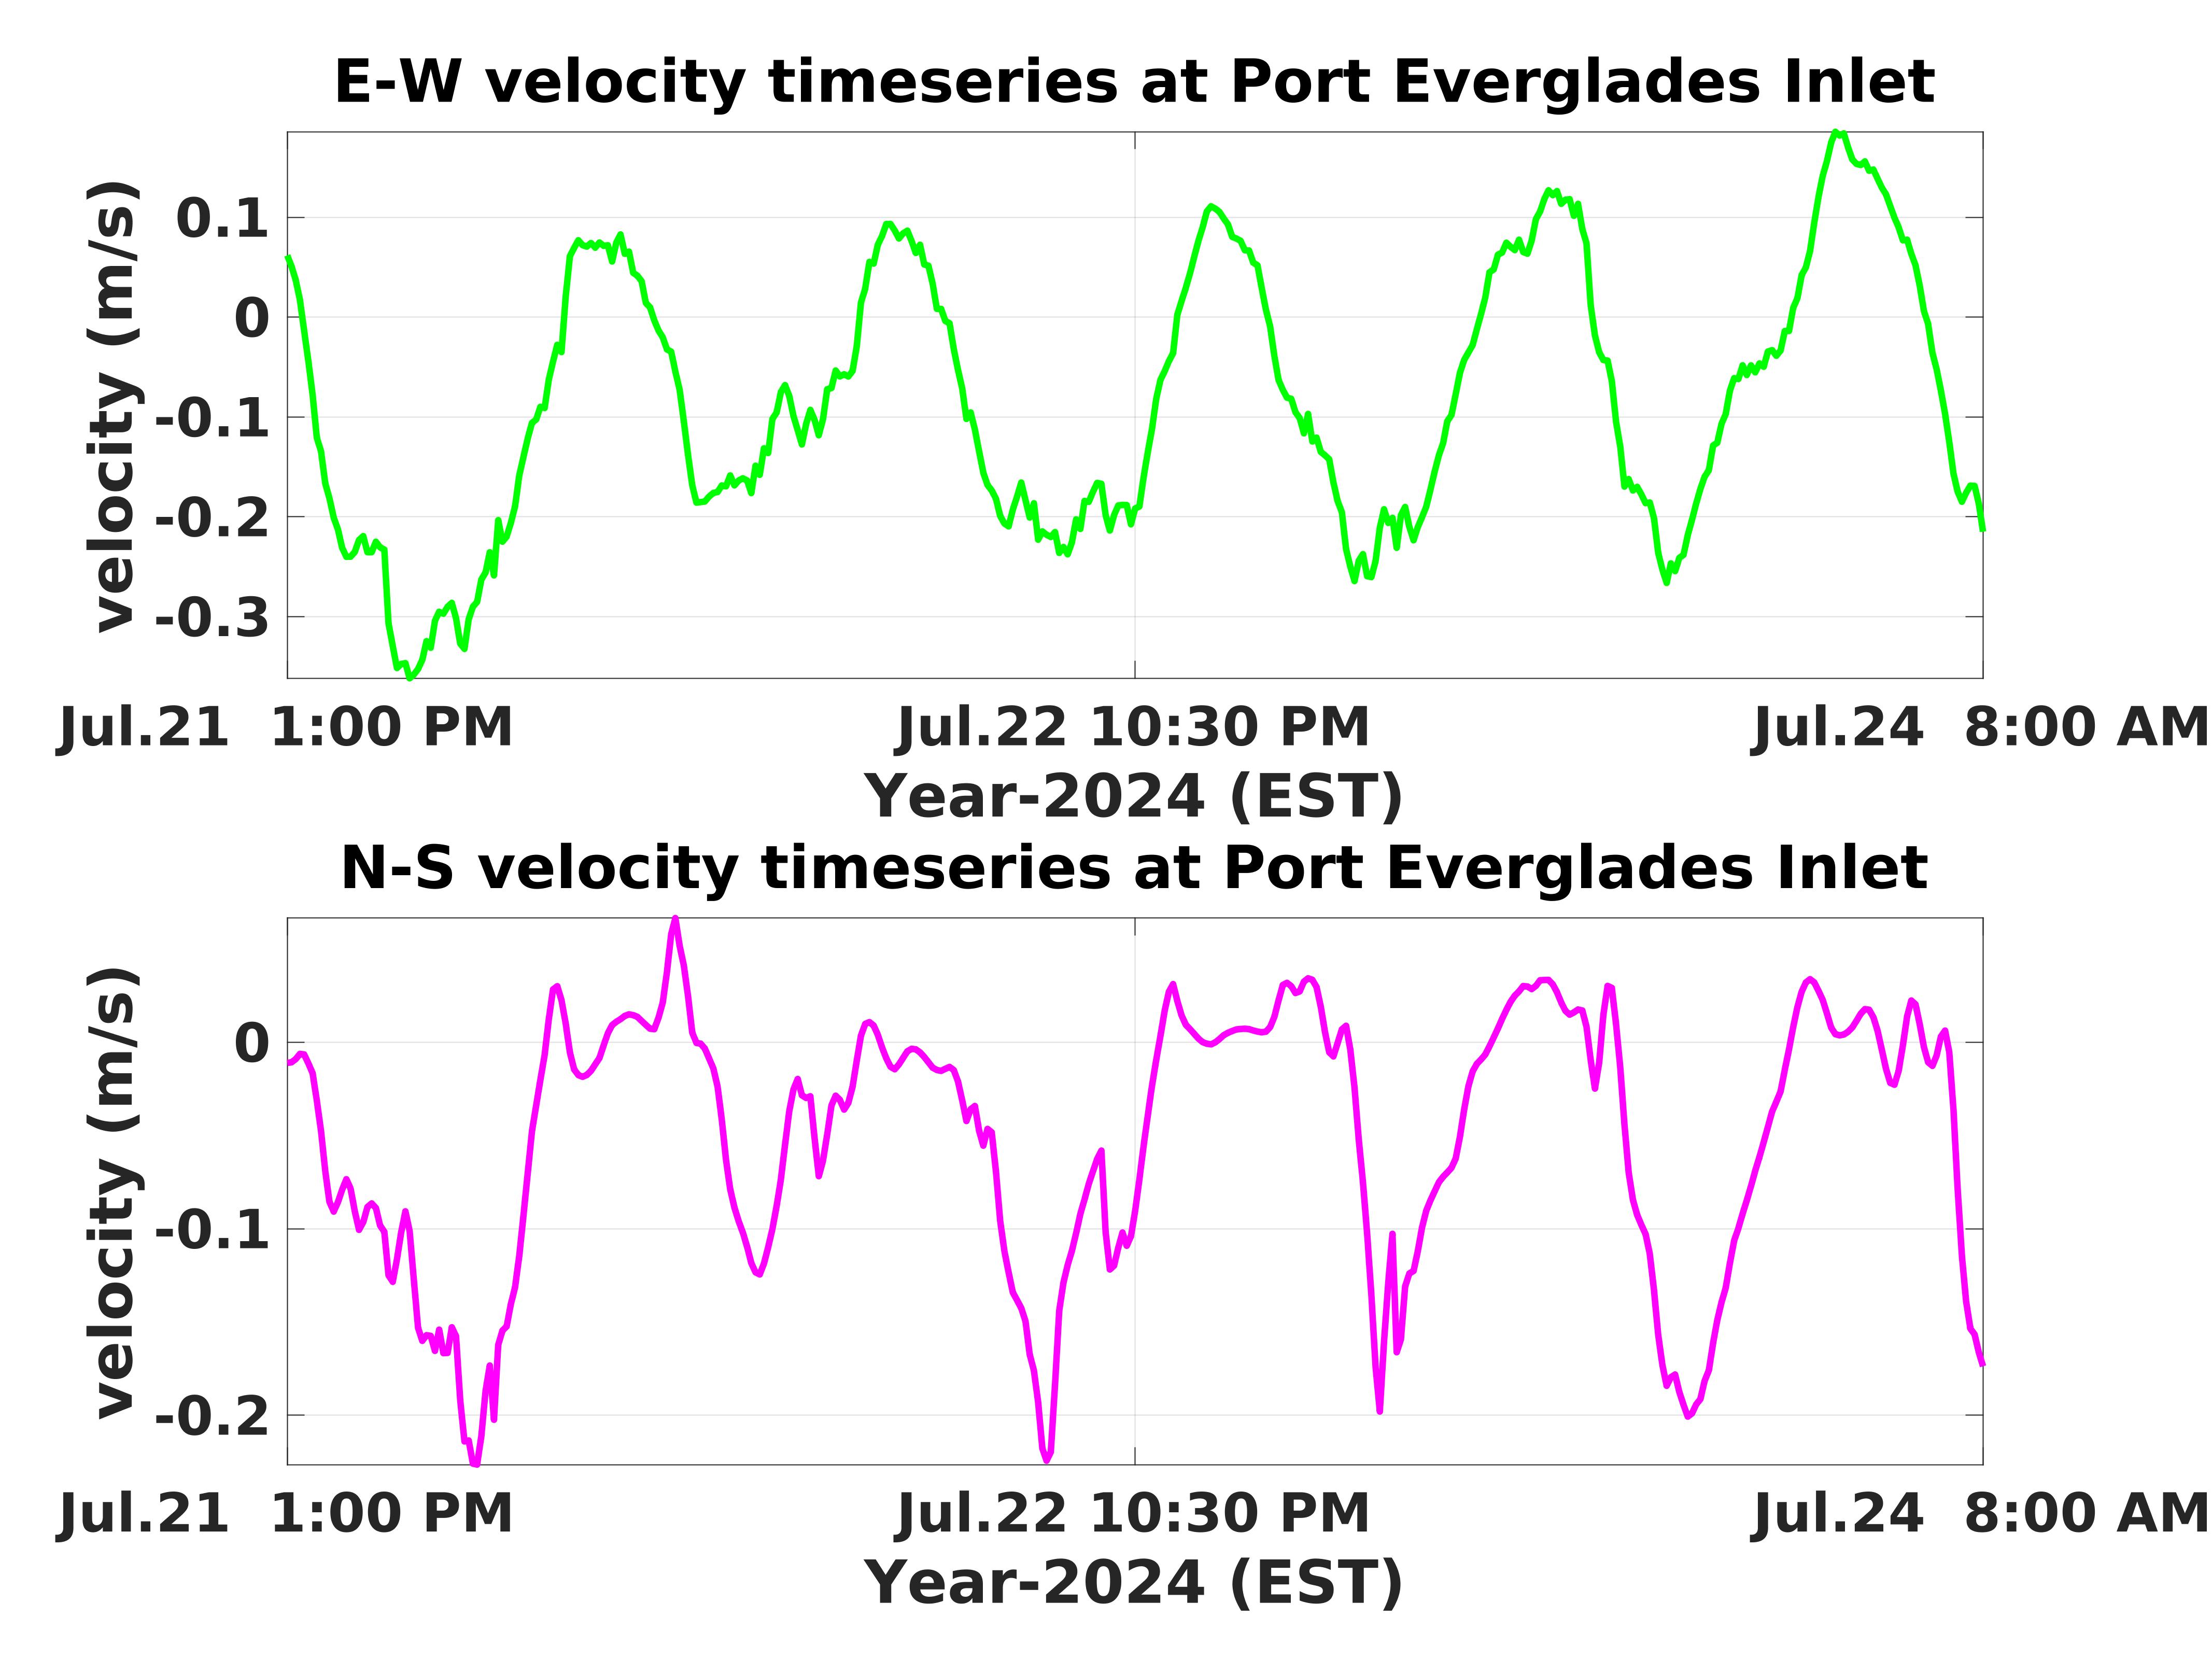 E-W velocity timeseries at Port Everglades Inlet
velocity (m/s)
0.1
0
-0.1
-0.2
-0.3
Jul.21  1:00 PM
Jul.22 10:30 PM
Jul.24  8:00 AM
Year-2024 (EST)
N-S velocity timeseries at Port Everglades Inlet
velocity (m/s)
0
-0.1
-0.2
Jul.21  1:00 PM
Jul.22 10:30 PM
Jul.24  8:00 AM
Year-2024 (EST)